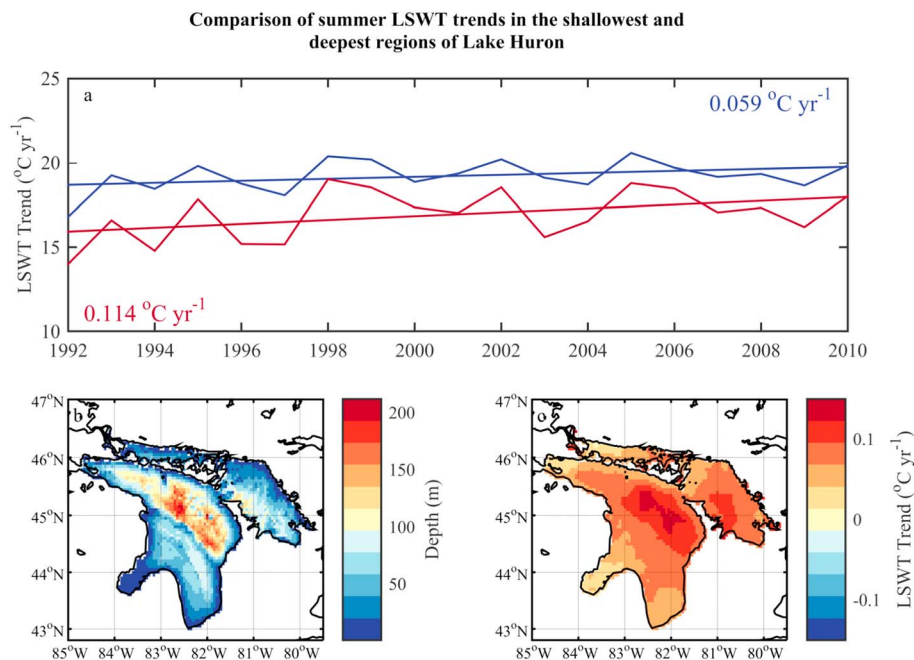 Comparison of summer LSWT trends in the shallowest and
deepest regions of Lake Huron
a
LSWT Trend (°C yr⁻¹)
25
20
15
10
0.059 °C yr⁻¹
0.114 °C yr⁻¹
1992 1994 1996 1998 2000 2002 2004 2006 2008 2010
b
47°N
46°N
45°N
44°N
43°N
85°W 84°W 83°W 82°W 81°W 80°W
200
150
100
50
Depth (m)
c
47°N
46°N
45°N
44°N
43°N
85°W 84°W 83°W 82°W 81°W 80°W
0.1
0
-0.1
LSWT Trend (°C yr⁻¹)